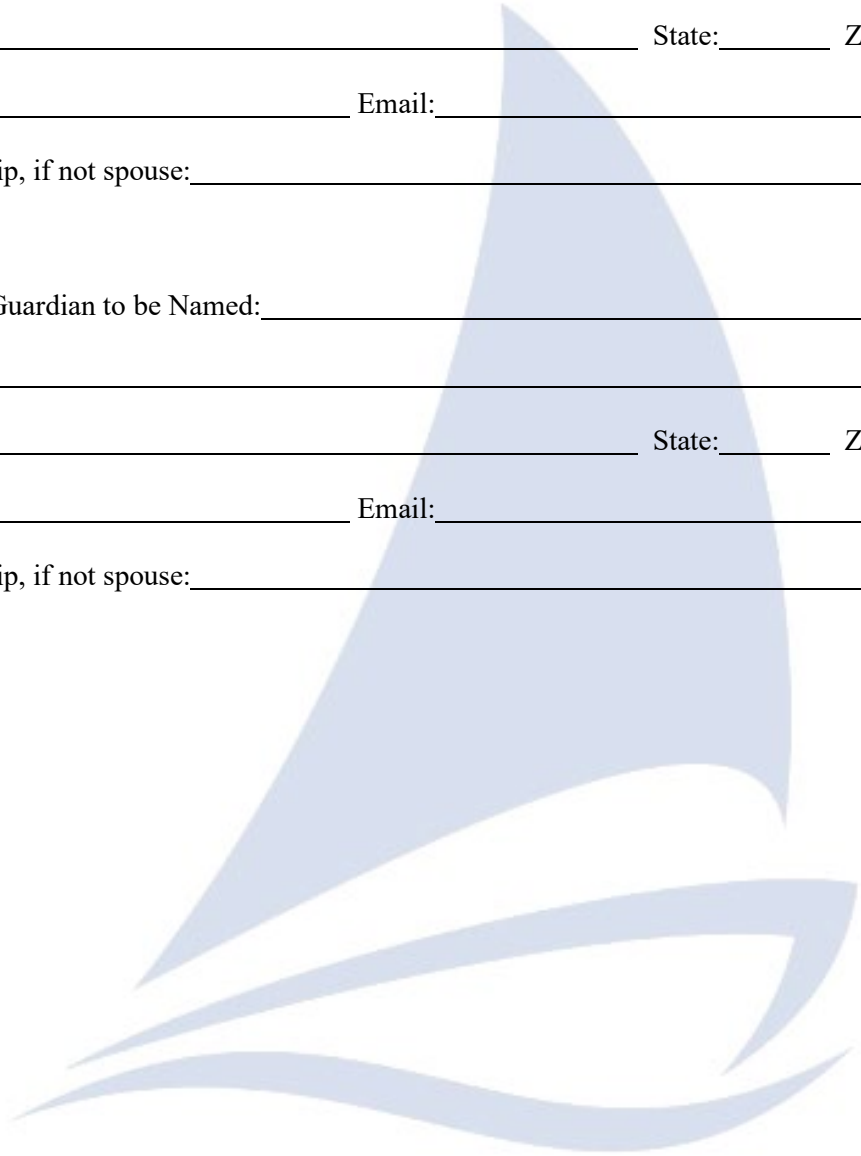 State: Z
Email:
ip, if not spouse:
Guardian to be Named:
State: Z
Email:
ip, if not spouse: